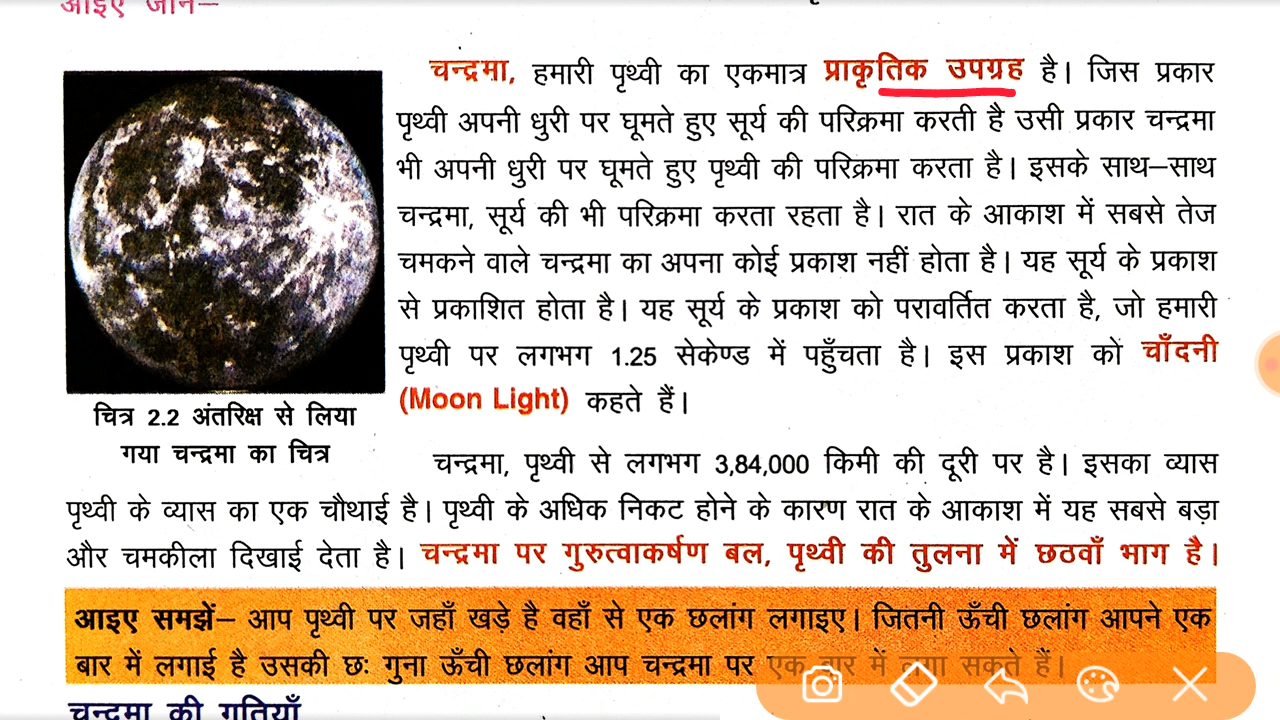 आइए जानें–
चन्द्रमा, हमारी पृथ्वी का एकमात्र प्राकृतिक उपग्रह है। जिस प्रकार
पृथ्वी अपनी धुरी पर घूमते हुए सूर्य की परिक्रमा करती है उसी प्रकार चन्द्रमा
भी अपनी धुरी पर घूमते हुए पृथ्वी की परिक्रमा करता है। इसके साथ–साथ
चन्द्रमा, सूर्य की भी परिक्रमा करता रहता है। रात के आकाश में सबसे तेज
चमकने वाले चन्द्रमा का अपना कोई प्रकाश नहीं होता है। यह सूर्य के प्रकाश
से प्रकाशित होता है। यह सूर्य के प्रकाश को परावर्तित करता है, जो हमारी
पृथ्वी पर लगभग 1.25 सेकेण्ड में पहुँचता है। इस प्रकाश को चाँदनी
(Moon Light) कहते हैं।
चित्र 2.2 अंतरिक्ष से लिया
गया चन्द्रमा का चित्र
चन्द्रमा, पृथ्वी से लगभग 3,84,000 किमी की दूरी पर है। इसका व्यास
पृथ्वी के व्यास का एक चौथाई है। पृथ्वी के अधिक निकट होने के कारण रात के आकाश में यह सबसे बड़ा
और चमकीला दिखाई देता है। चन्द्रमा पर गुरुत्वाकर्षण बल, पृथ्वी की तुलना में छठवाँ भाग है।
आइए समझें– आप पृथ्वी पर जहाँ खड़े है वहाँ से एक छलांग लगाइए। जितनी ऊँची छलांग आपने एक
बार में लगाई है उसकी छः गुना ऊँची छलांग आप चन्द्रमा पर एक बार में लगा सकते हैं।
चन्द्रमा की गतियाँ